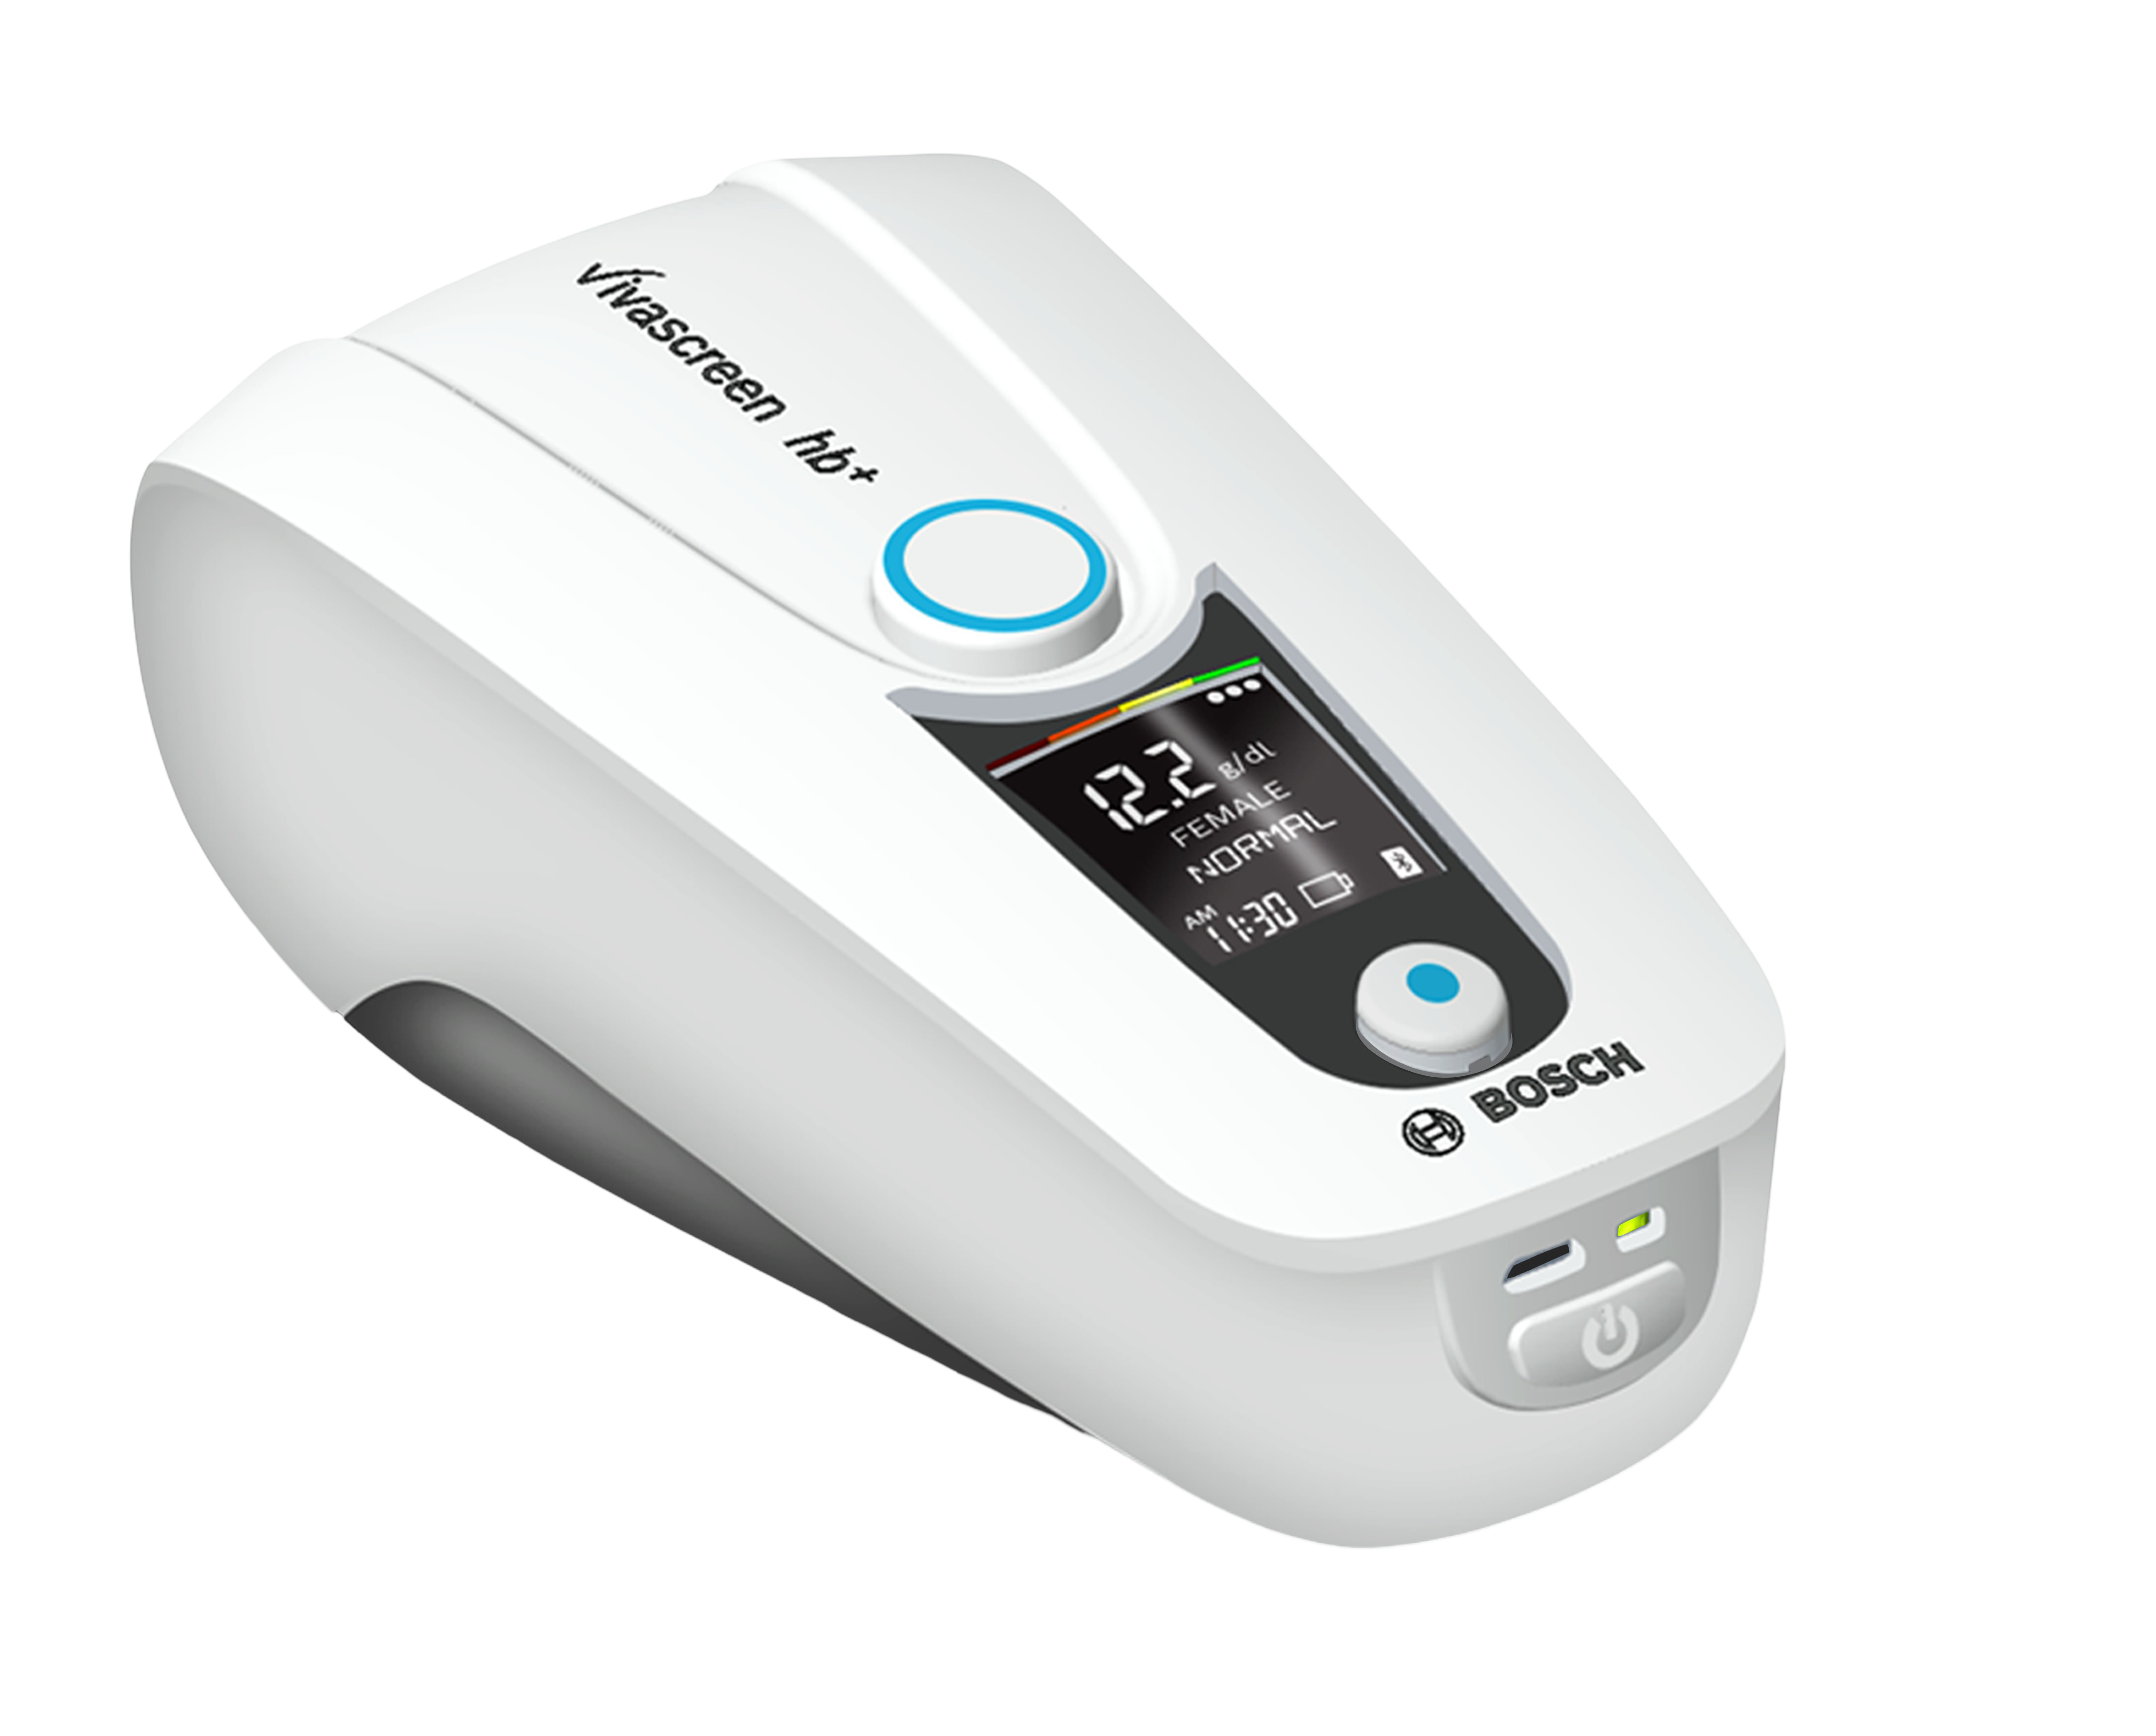 Vivascreen hb+
12.2 g/dl
FEMALE
NORMAL
AM 11:30
BOSCH